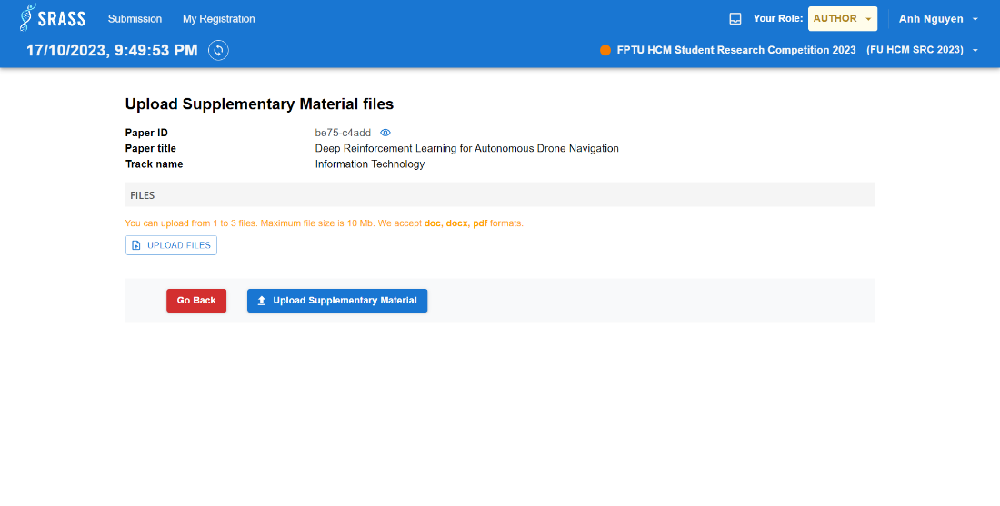 SRASS Submission My Registration Your Role: AUTHOR Anh Nguyen
17/10/2023, 9:49:53 PM FPTU HCM Student Research Competition 2023 (FU HCM SRC 2023)
Upload Supplementary Material files
Paper ID be75-c4add
Paper title Deep Reinforcement Learning for Autonomous Drone Navigation
Track name Information Technology
FILES
You can upload from 1 to 3 files. Maximum file size is 10 Mb. We accept doc, docx, pdf formats.
UPLOAD FILES
Go Back Upload Supplementary Material